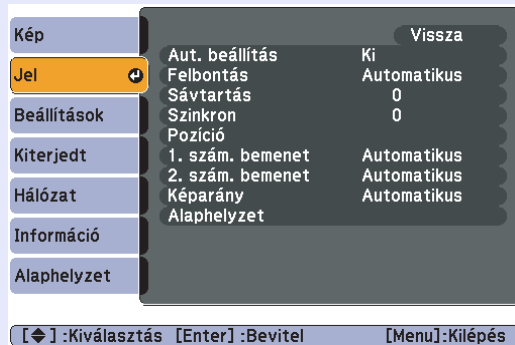 Kép
Jel
Beállítások
Kiterjedt
Hálózat
Információ
Alaphelyzet
Vissza
Aut. beállítás Ki
Felbontás Automatikus
Sávtartás 0
Szinkron 0
Pozíció
1. szám. bemenet Automatikus
2. szám. bemenet Automatikus
Képarány Automatikus
Alaphelyzet
[◆] :Kiválasztás [Enter] :Bevitel [Menu]:Kilépés